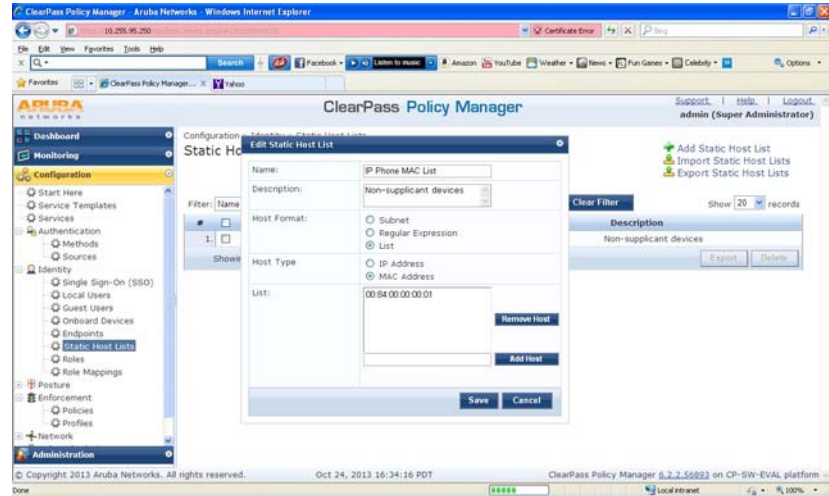 ClearPass Policy Manager - Aruba Networks - Windows Internet Explorer
10.255.95.250
Certificate Error
Bing
File Edit View Favorites Tools Help
Search
Facebook
Listen to music
Amazon
YouTube
Weather
News
Fun Games
Celebrity
Options
Favorites
ClearPass Policy Manager...
Yahoo
ARUBA
networks
ClearPass Policy Manager
Support | Help | Logout
admin (Super Administrator)
Dashboard
Monitoring
Configuration
Start Here
Service Templates
Services
Authentication
Methods
Sources
Identity
Single Sign-On (SSO)
Local Users
Guest Users
Onboard Devices
Endpoints
Static Host Lists
Roles
Role Mappings
Posture
Enforcement
Policies
Profiles
Network
Administration
Configuration
Static Ho
Add Static Host List
Import Static Host Lists
Export Static Host Lists
Filter: Name
Clear Filter
Show 20 records
#
Description
1.
Non-supplicant devices
Showi
Export
Delete
Edit Static Host List
Name:
IP Phone MAC List
Description:
Non-supplicant devices
Host Format:
Subnet
Regular Expression
List
Host Type
IP Address
MAC Address
List:
00:84:00:00:00:01
Remove Host
Add Host
Save
Cancel
© Copyright 2013 Aruba Networks. All rights reserved.
Oct 24, 2013 16:34:16 PDT
ClearPass Policy Manager 6.2.2.56893 on CP-SW-EVAL platform
Done
Local intranet
100%